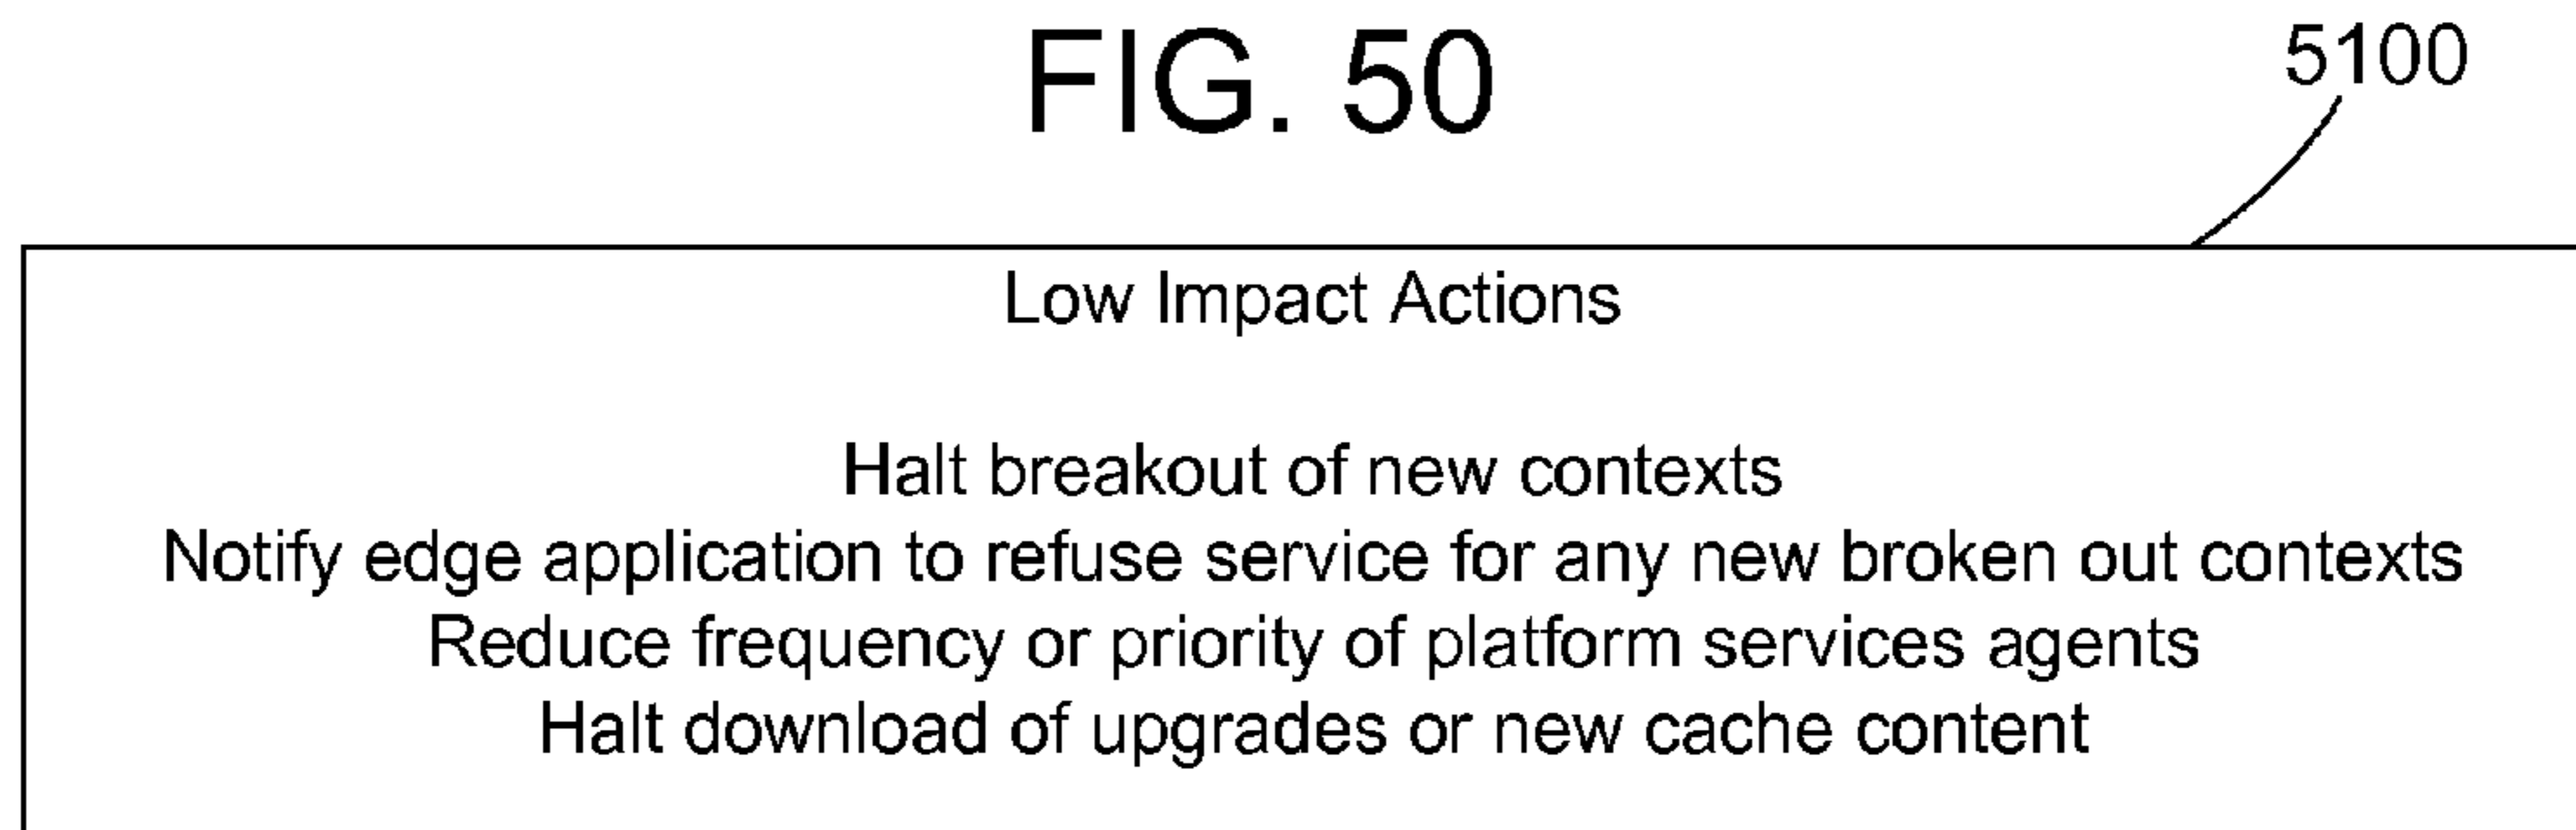 FIG. 50
5100
Low Impact Actions
Halt breakout of new contexts
Notify edge application to refuse service for any new broken out contexts
Reduce frequency or priority of platform services agents
Halt download of upgrades or new cache content